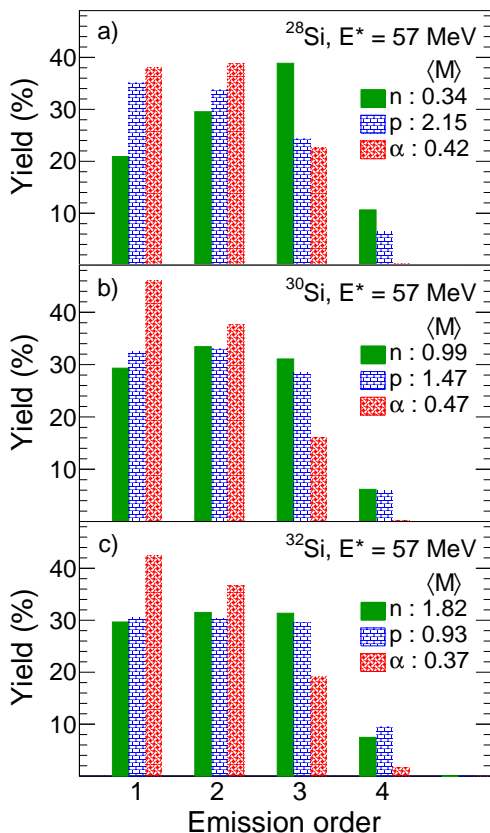 a)
²⁸Si, E* = 57 MeV
⟨M⟩
n : 0.34
p : 2.15
α : 0.42
Yield (%)
40
30
20
10
b)
³⁰Si, E* = 57 MeV
⟨M⟩
n : 0.99
p : 1.47
α : 0.47
Yield (%)
40
30
20
10
c)
³²Si, E* = 57 MeV
⟨M⟩
n : 1.82
p : 0.93
α : 0.37
Yield (%)
40
30
20
10
1 2 3 4
Emission order